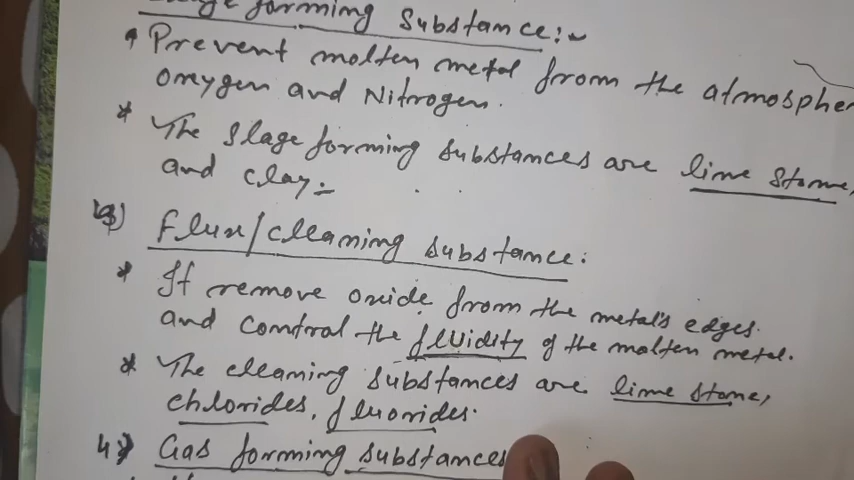 Slage forming Substance:-
* Prevent molten metal from the atmospher
oxygen and Nitrogen.
* The Slage forming substances are lime Stone,
and clay:-
3) Flux/cleaning substance:
* It remove oxide from the metal's edges.
and control the fluidity of the molten metal.
* The cleaning substances are lime stone,
chlorides, fluorides.
4) Gas forming substances